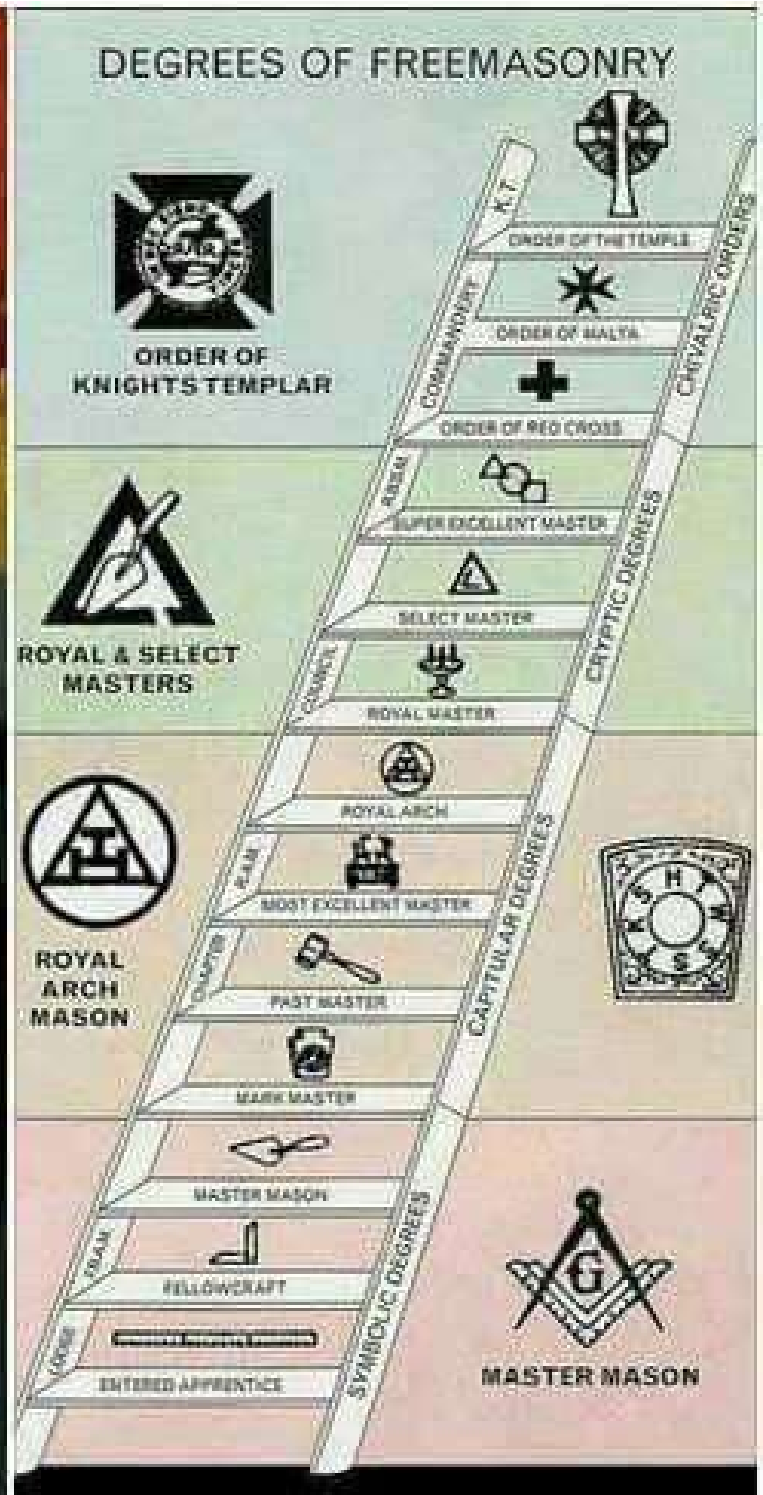 DEGREES OF FREEMASONRY
K.T.
ORDER OF THE TEMPLE
ORDER OF MALTA
COMMANDERY
ORDER OF RED CROSS
CHIVALRIC ORDERS
ORDER OF
KNIGHTS TEMPLAR
SUPER EXCELLENT MASTER
SELECT MASTER
COUNCIL
ROYAL MASTER
CRYPTIC DEGREES
ROYAL & SELECT
MASTERS
ROYAL ARCH
MOST EXCELLENT MASTER
CHAPTER
PAST MASTER
MARK MASTER
CAPITULAR DEGREES
ROYAL
ARCH
MASON
H T W S S T K S
MASTER MASON
FELLOWCRAFT
LODGE
ENTERED APPRENTICE
SYMBOLIC DEGREES
G
MASTER MASON